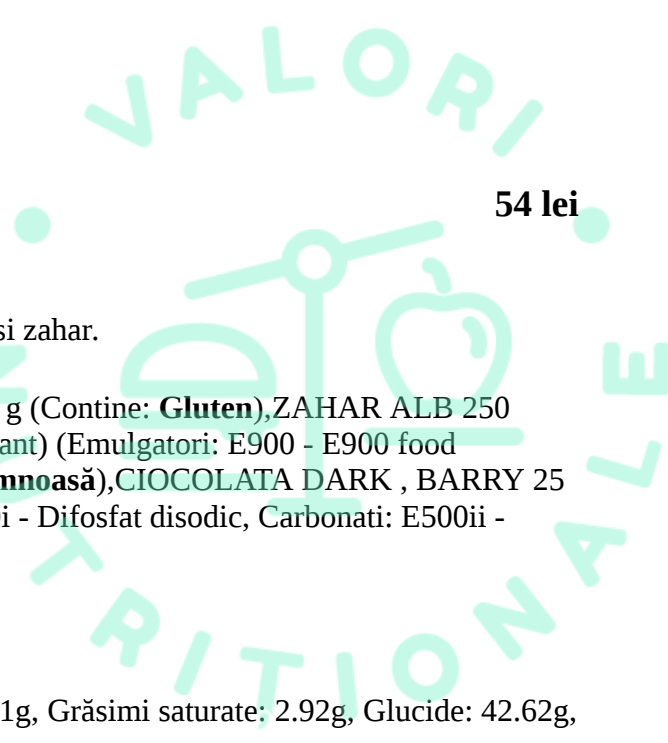 VALORI NUTRITIONALE
54 lei
si zahar.
g (Contine: Gluten),ZAHAR ALB 250
ant) (Emulgatori: E900 - E900 food
mnoasă),CIOCOLATA DARK , BARRY 25
i - Difosfat disodic, Carbonati: E500ii -
1g, Grăsimi saturate: 2.92g, Glucide: 42.62g,